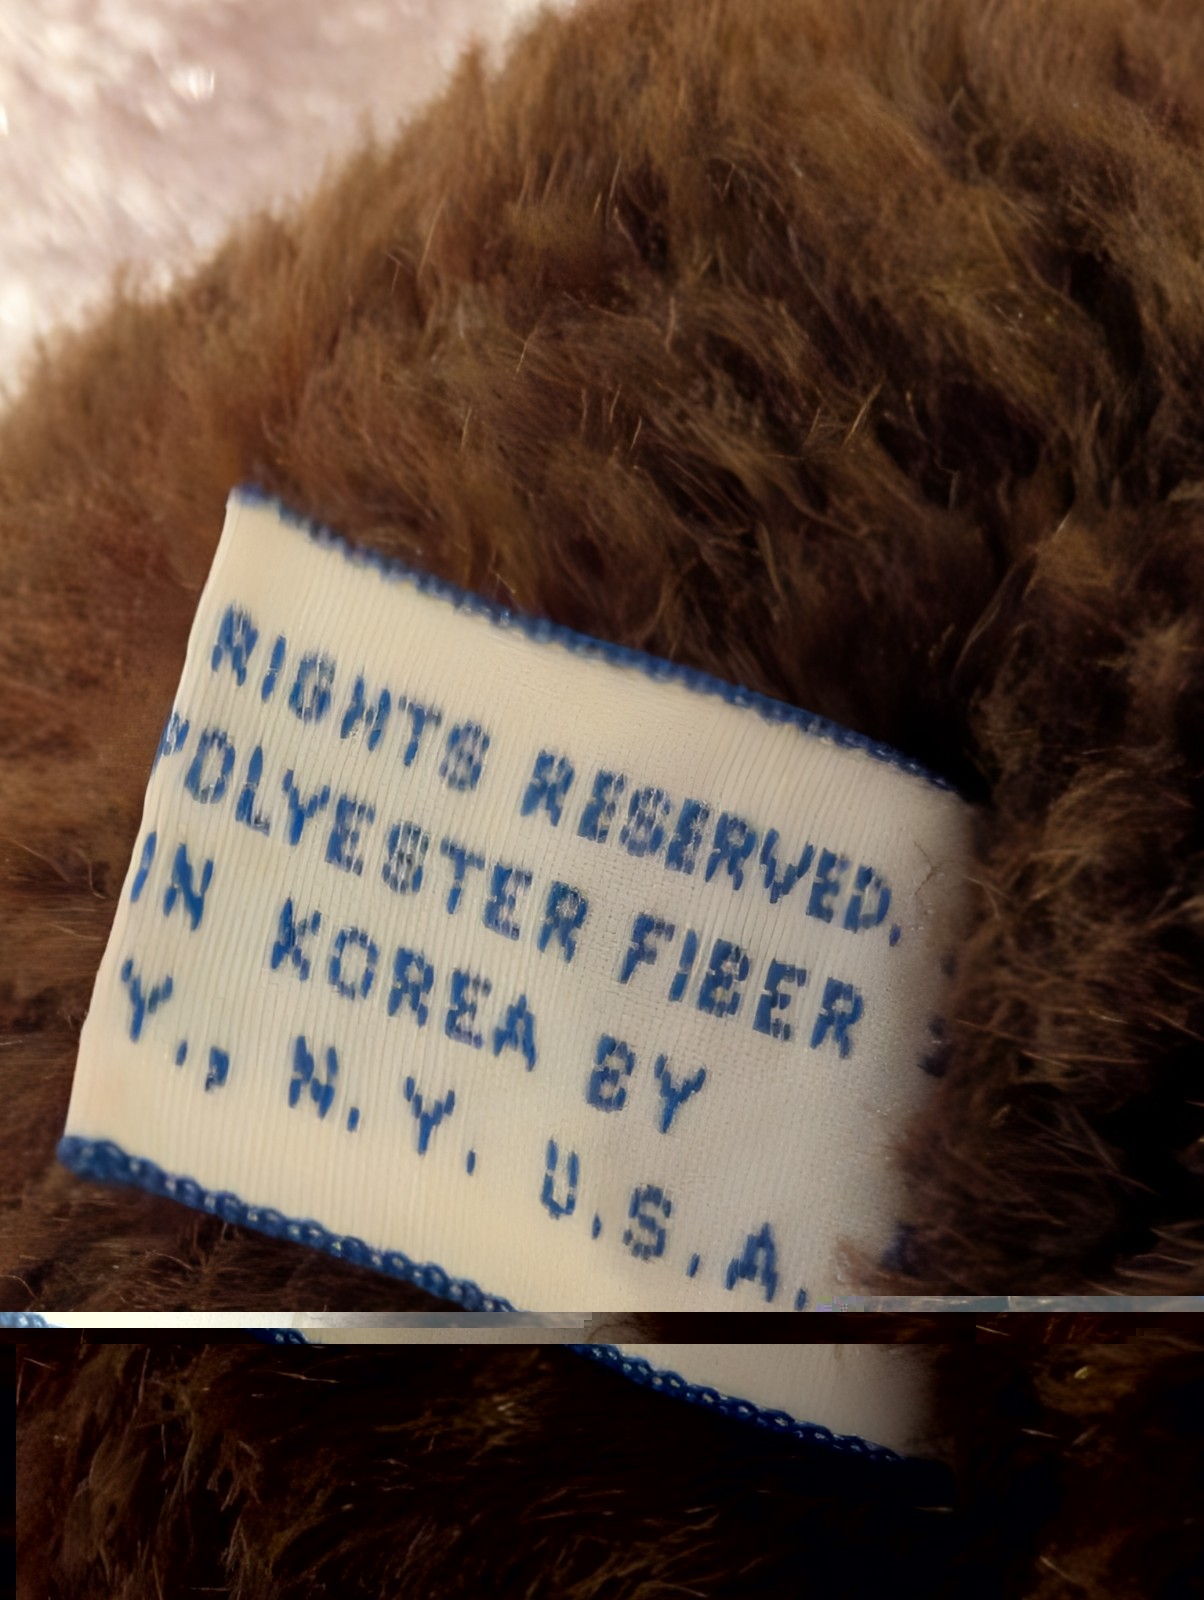 RIGHTS RESERVED.
POLYESTER FIBER
IN KOREA BY
Y., N.Y. U.S.A.